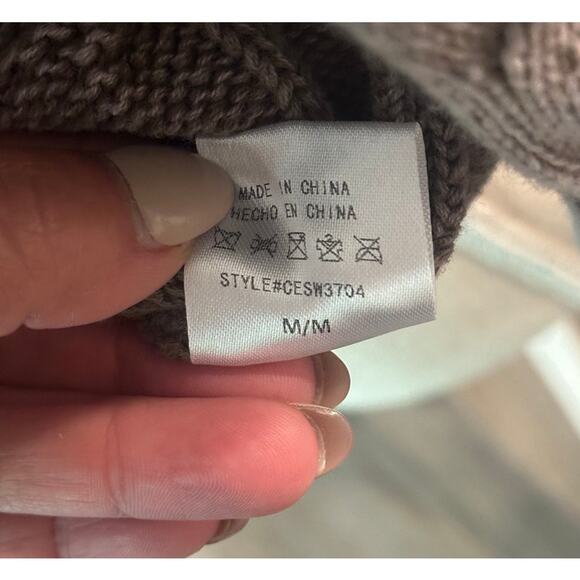 MADE IN CHINA
HECHO EN CHINA
STYLE#CESW3704
M/M